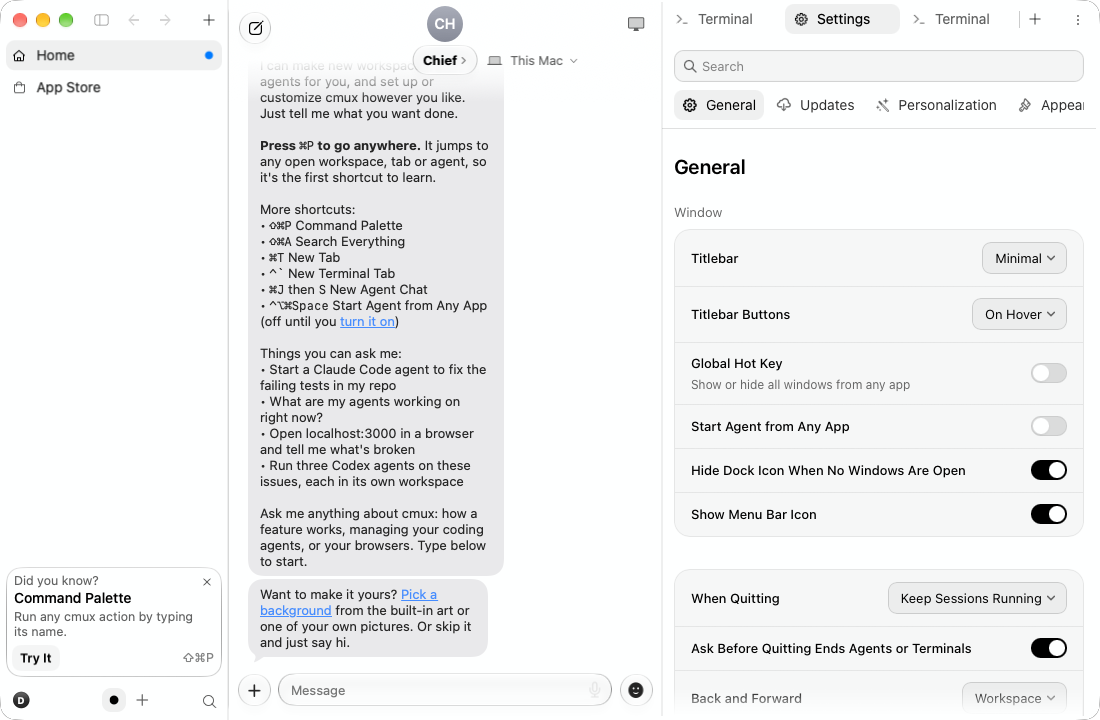 Home
App Store
Did you know?
Command Palette
Run any cmux action by typing
its name.
Try It
⇧⌘P
D
CH
Chief ›
This Mac
I can make new workspac
agents for you, and set up or
customize cmux however you like.
Just tell me what you want done.
Press ⌘P to go anywhere. It jumps to
any open workspace, tab or agent, so
it's the first shortcut to learn.
More shortcuts:
• ⇧⌘P Command Palette
• ⇧⌘A Search Everything
• ⌘T New Tab
• ^` New Terminal Tab
• ⌘J then S New Agent Chat
• ^⌥⌘Space Start Agent from Any App
(off until you turn it on)
Things you can ask me:
• Start a Claude Code agent to fix the
failing tests in my repo
• What are my agents working on
right now?
• Open localhost:3000 in a browser
and tell me what's broken
• Run three Codex agents on these
issues, each in its own workspace
Ask me anything about cmux: how a
feature works, managing your coding
agents, or your browsers. Type below
to start.
Want to make it yours? Pick a
background from the built-in art or
one of your own pictures. Or skip it
and just say hi.
Message
Terminal
Settings
Terminal
Search
General
Updates
Personalization
Appear
General
Window
Titlebar
Minimal
Titlebar Buttons
On Hover
Global Hot Key
Show or hide all windows from any app
Start Agent from Any App
Hide Dock Icon When No Windows Are Open
Show Menu Bar Icon
When Quitting
Keep Sessions Running
Ask Before Quitting Ends Agents or Terminals
Back and Forward
Workspace